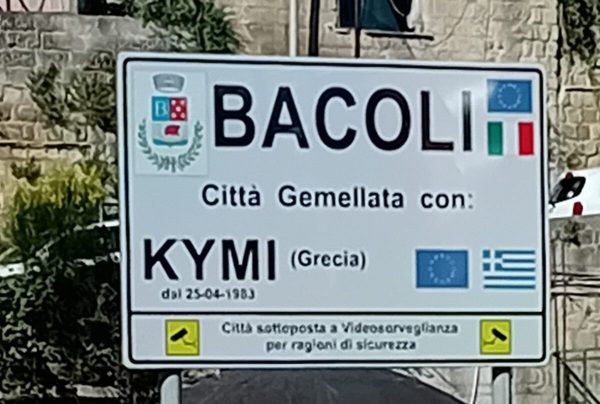 BACOLI
Città Gemellata con:
KYMI (Grecia)
dal 25-04-1983
Città sottoposta a Videosorveglianza
per ragioni di sicurezza